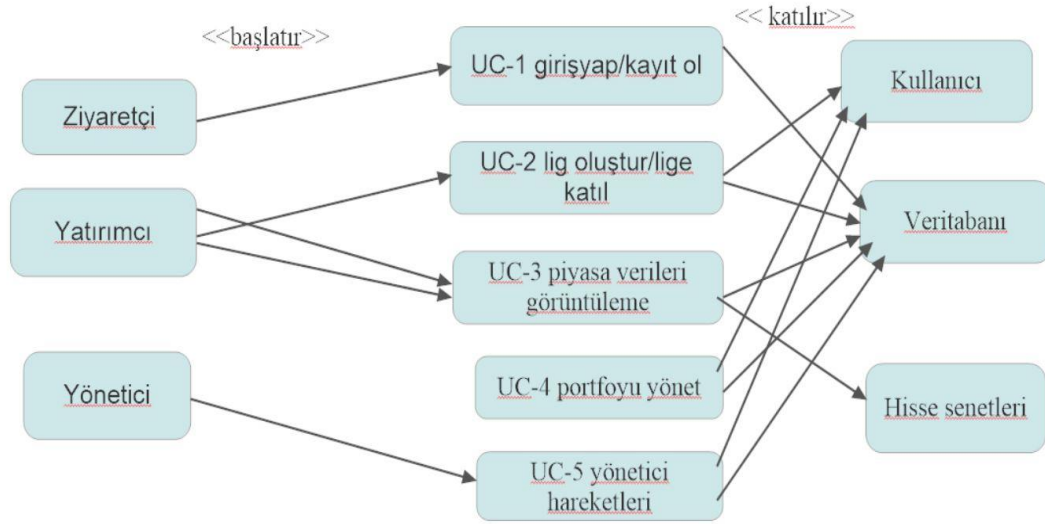 <<başlatır>>
<< katılır>>
Ziyaretçi
Yatırımcı
Yönetici
UC-1 girişyap/kayıt ol
UC-2 lig oluştur/lige
katıl
UC-3 piyasa verileri
görüntüleme
UC-4 portfoyu yönet
UC-5 yönetici
hareketleri
Kullanıcı
Veritabanı
Hisse senetleri